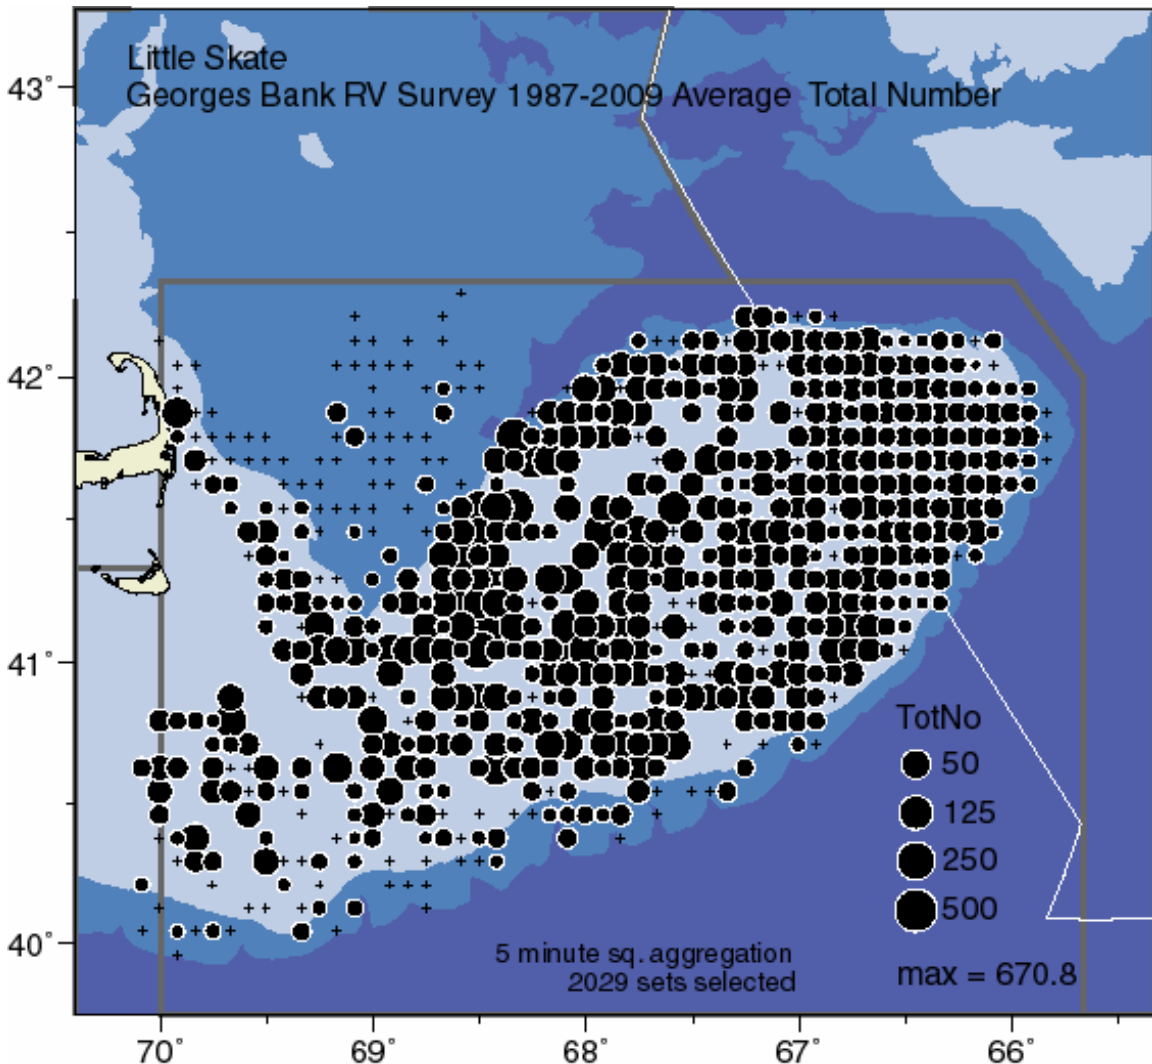 Little Skate
Georges Bank RV Survey 1987-2009 Average Total Number
43°
42°
41°
40°
TotNo
50
125
250
500
5 minute sq. aggregation
2029 sets selected
max = 670.8
70°
69°
68°
67°
66°